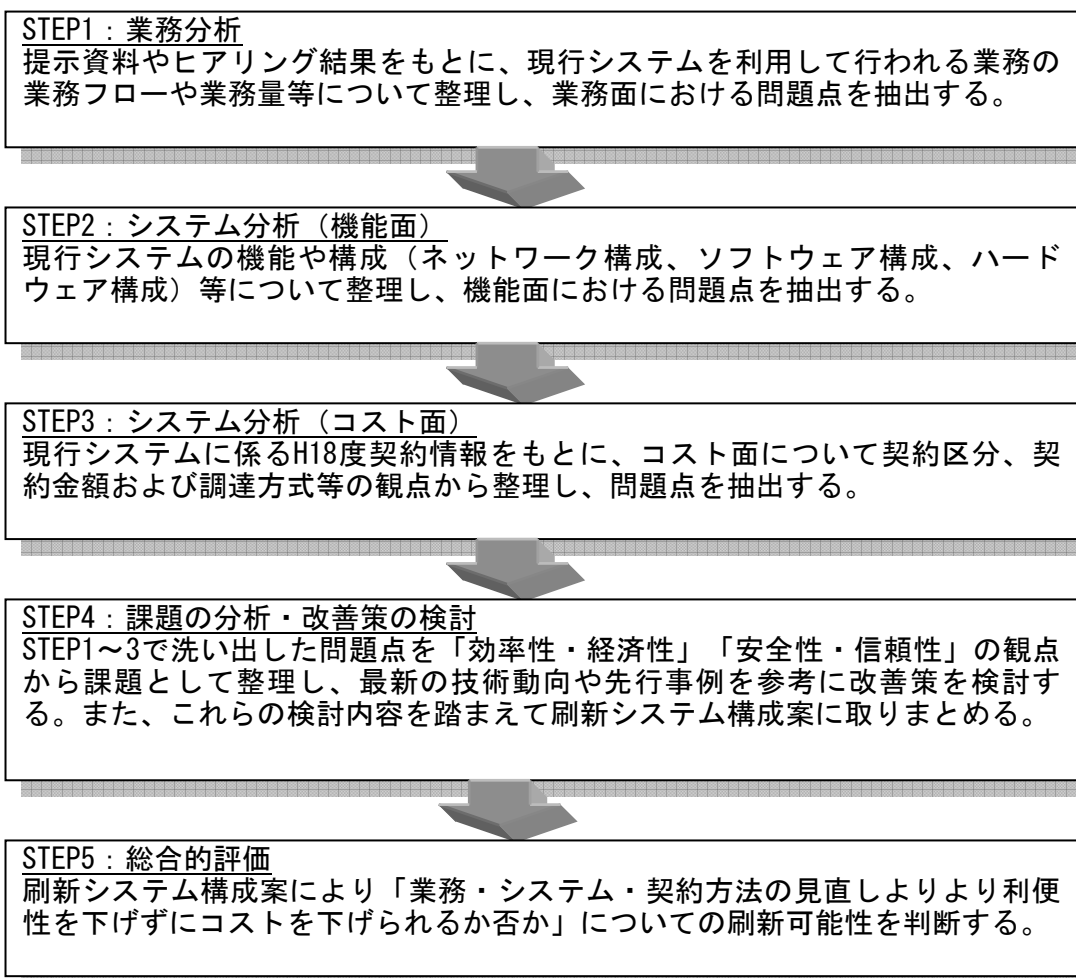 STEP1：業務分析
提示資料やヒアリング結果をもとに、現行システムを利用して行われる業務の
業務フローや業務量等について整理し、業務面における問題点を抽出する。
STEP2：システム分析（機能面）
現行システムの機能や構成（ネットワーク構成、ソフトウェア構成、ハード
ウェア構成）等について整理し、機能面における問題点を抽出する。
STEP3：システム分析（コスト面）
現行システムに係るH18度契約情報をもとに、コスト面について契約区分、契
約金額および調達方式等の観点から整理し、問題点を抽出する。
STEP4：課題の分析・改善策の検討
STEP1～3で洗い出した問題点を「効率性・経済性」「安全性・信頼性」の観点
から課題として整理し、最新の技術動向や先行事例を参考に改善策を検討す
る。また、これらの検討内容を踏まえて刷新システム構成案に取りまとめる。
STEP5：総合的評価
刷新システム構成案により「業務・システム・契約方法の見直しよりより利便
性を下げずにコストを下げられるか否か」についての刷新可能性を判断する。